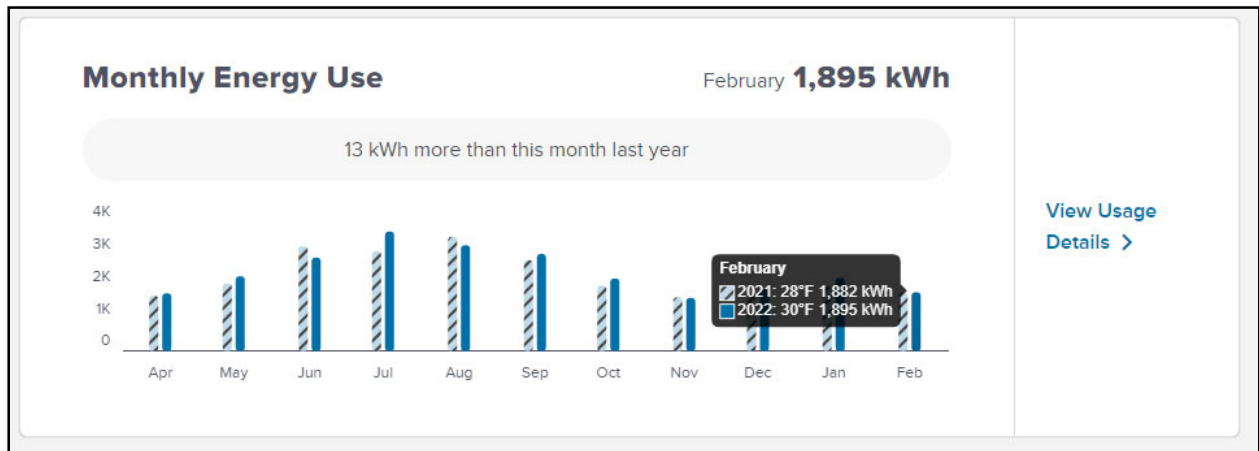 Monthly Energy Use
February 1,895 kWh
13 kWh more than this month last year
4K
3K
2K
1K
0
February
2021: 28°F 1,882 kWh
2022: 30°F 1,895 kWh
Apr May Jun Jul Aug Sep Oct Nov Dec Jan Feb
View Usage
Details >